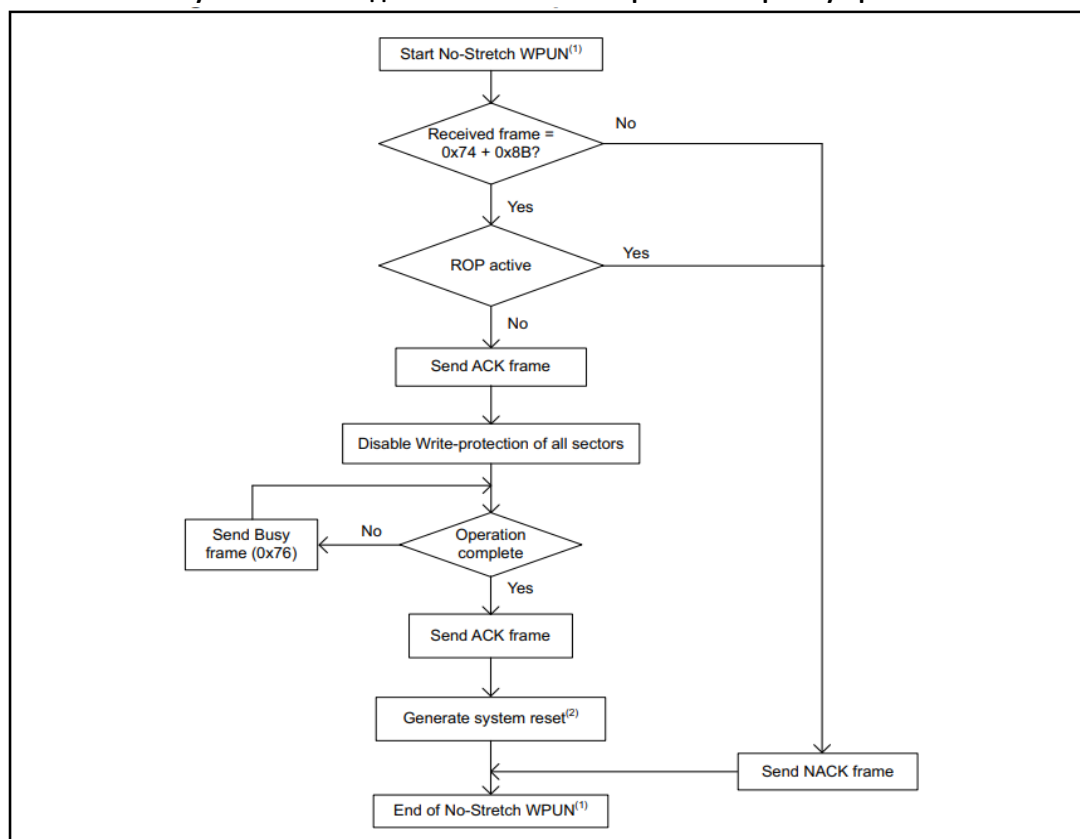 Start No-Stretch WPUN(1)
No
Received frame =
0x74 + 0x8B?
Yes
Yes
ROP active
No
Send ACK frame
Disable Write-protection of all sectors
Send Busy
frame (0x76)
No
Operation
complete
Yes
Send ACK frame
Generate system reset(2)
Send NACK frame
End of No-Stretch WPUN(1)